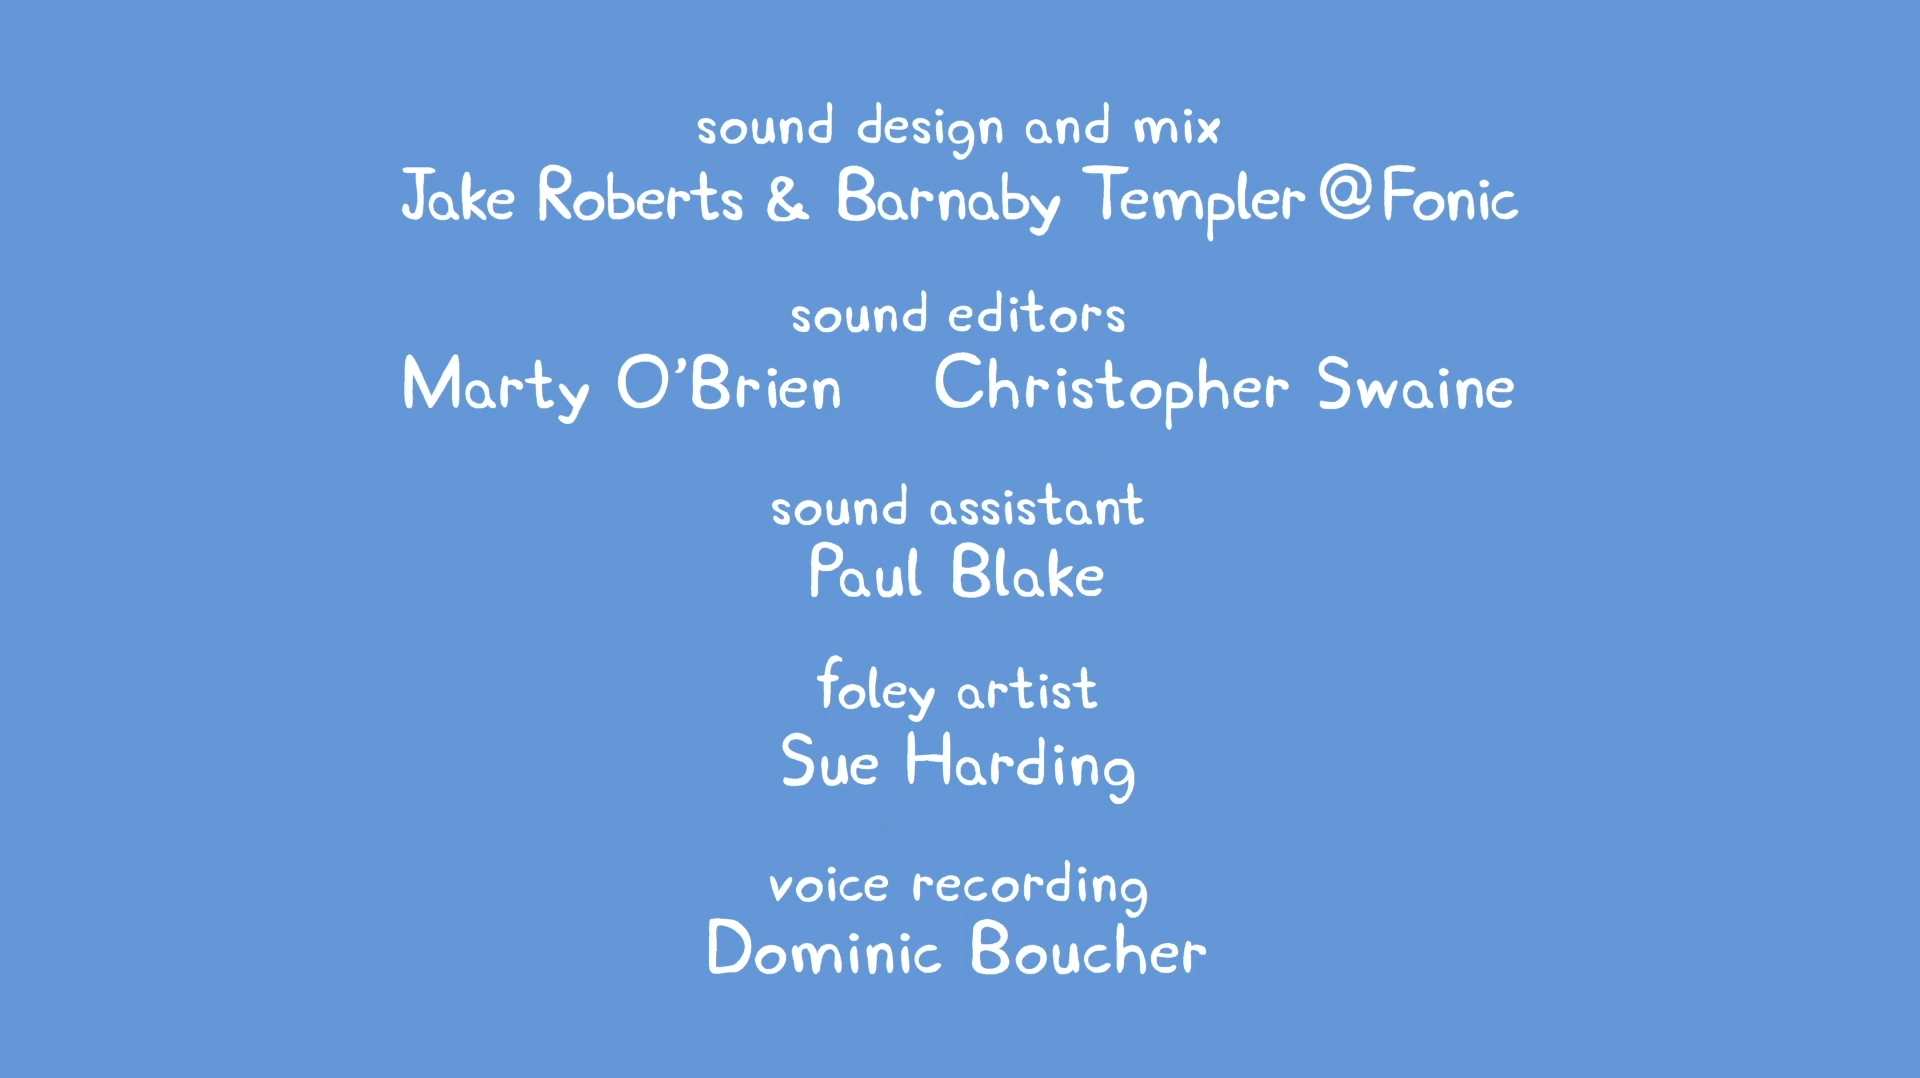 sound design and mix
Jake Roberts & Barnaby Templer @ Fonic
sound editors
Marty O'Brien Christopher Swaine
sound assistant
Paul Blake
foley artist
Sue Harding
voice recording
Dominic Boucher